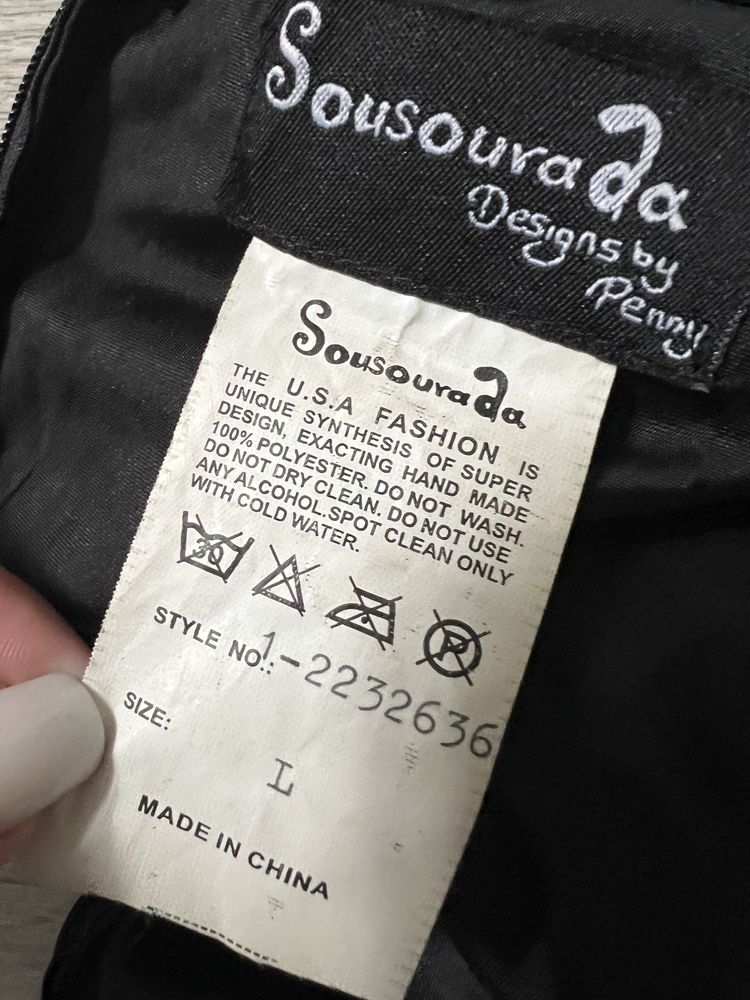 Sousourada
Designs by
Penny
Sousourada
THE U.S.A FASHION IS
UNIQUE SYNTHESIS OF SUPER
DESIGN, EXACTING HAND MADE
100% POLYESTER. DO NOT WASH.
DO NOT DRY CLEAN. DO NOT USE
ANY ALCOHOL.SPOT CLEAN ONLY
WITH COLD WATER.
30 P
STYLE NO.: 1-2232636
SIZE:
L
MADE IN CHINA